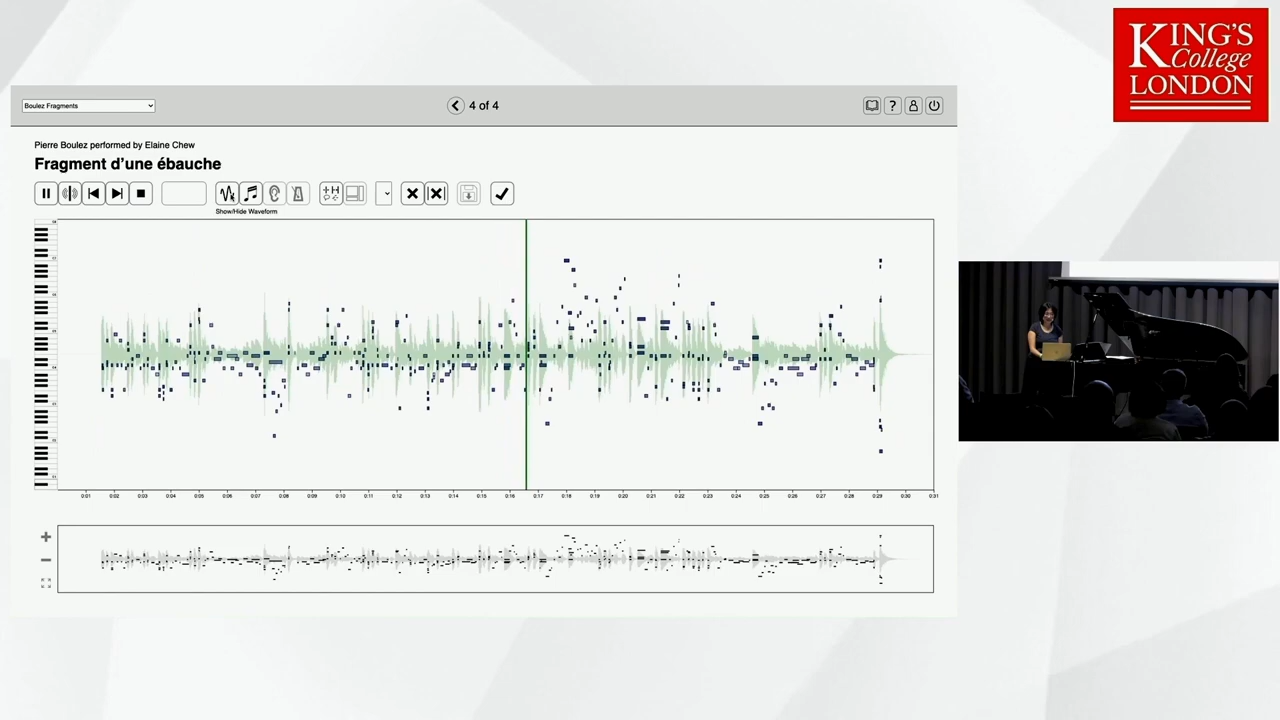 KING'S
College
LONDON
Boulez Fragments
4 of 4
?
Pierre Boulez performed by Elaine Chew
Fragment d'une ébauche
Show/Hide Waveform
0:01 0:02 0:03 0:04 0:05 0:06 0:07 0:08 0:09 0:10 0:11 0:12 0:13 0:14 0:15 0:16 0:17 0:18 0:19 0:20 0:21 0:22 0:23 0:24 0:25 0:26 0:27 0:28 0:29 0:30 0:31